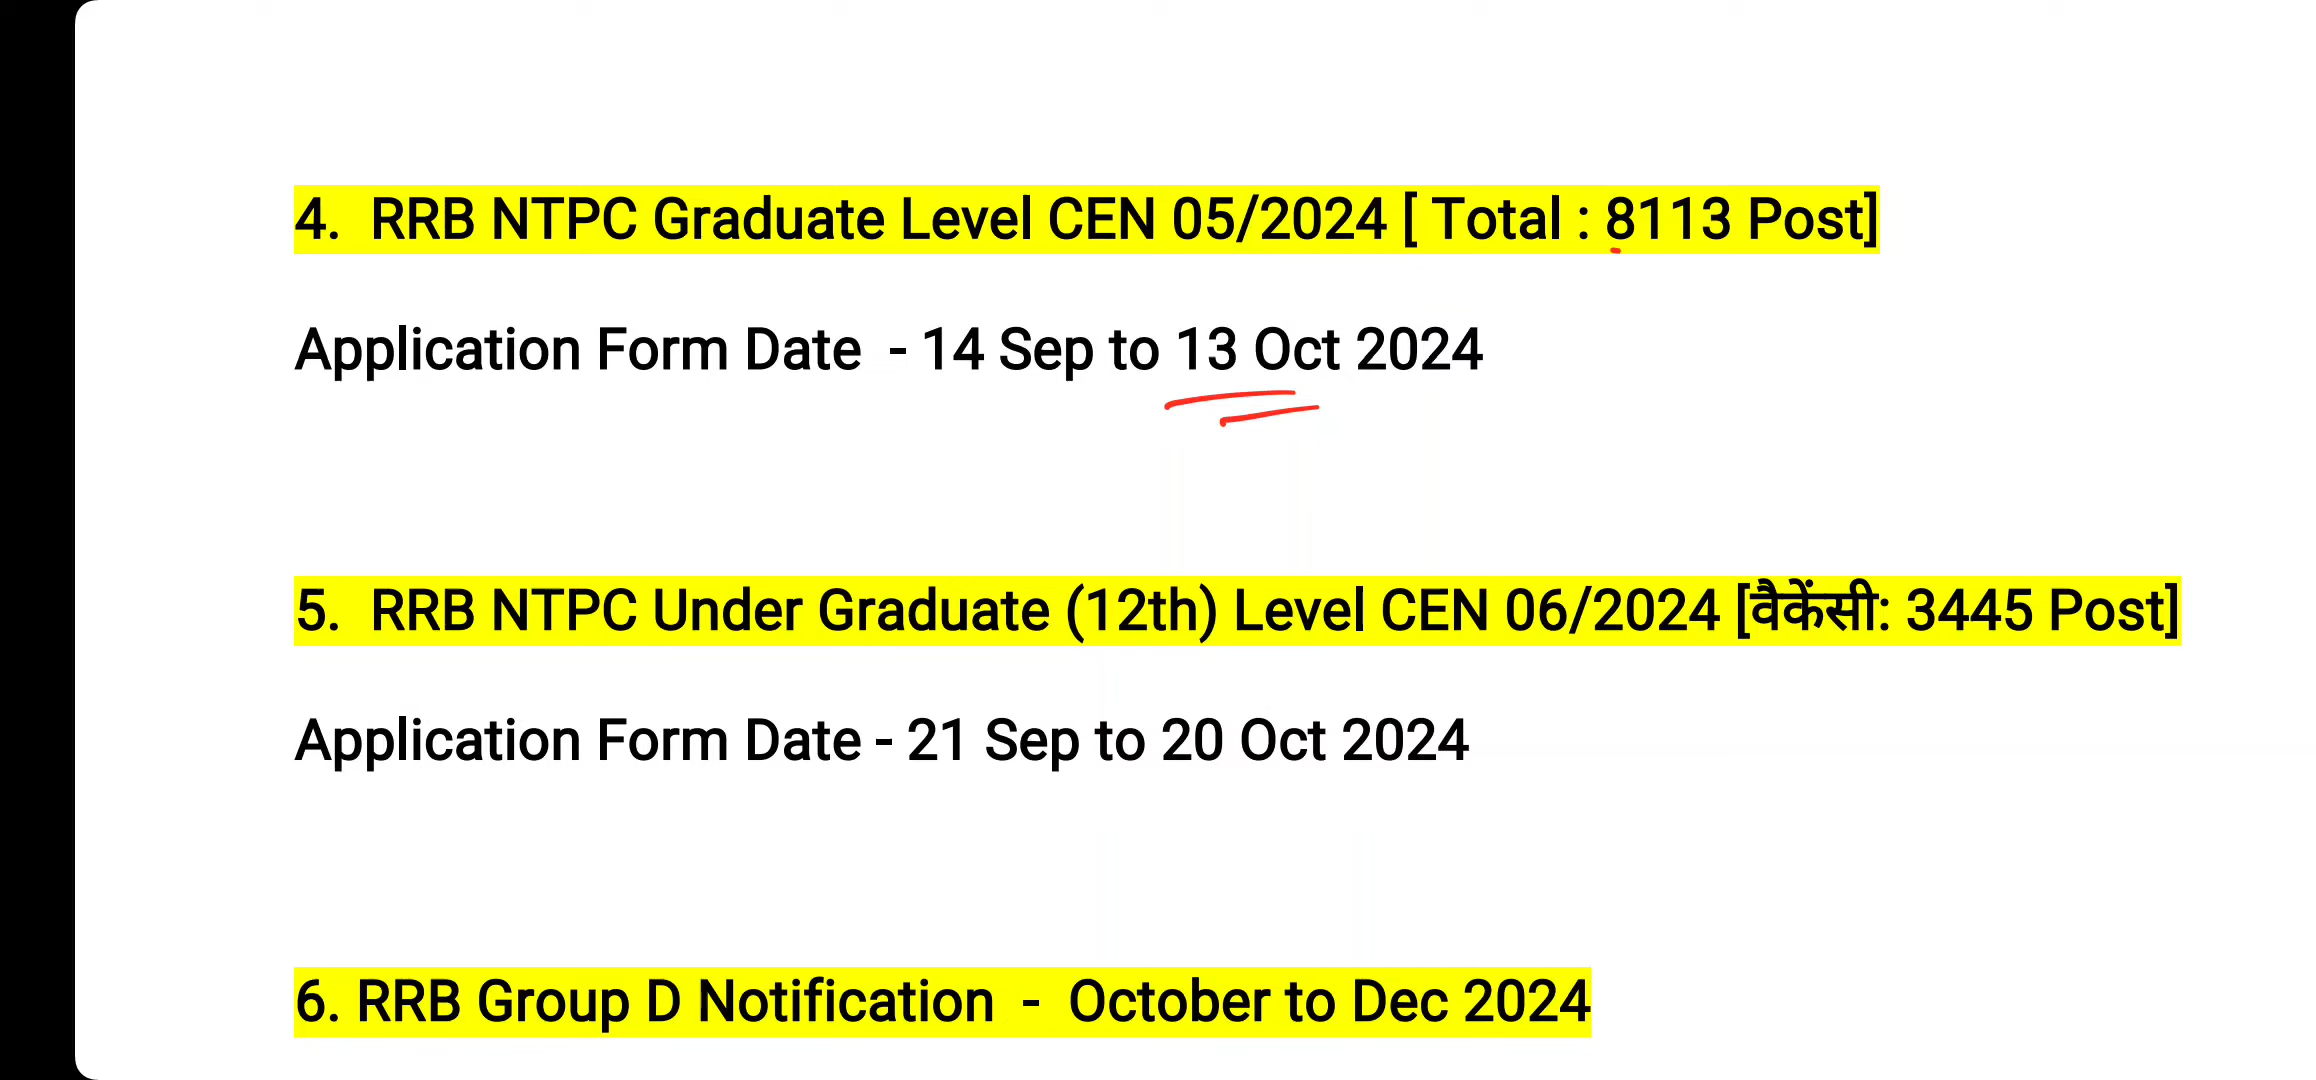 4. RRB NTPC Graduate Level CEN 05/2024 [ Total : 8113 Post]
Application Form Date - 14 Sep to 13 Oct 2024
5. RRB NTPC Under Graduate (12th) Level CEN 06/2024 [वैकेंसी: 3445 Post]
Application Form Date - 21 Sep to 20 Oct 2024
6. RRB Group D Notification - October to Dec 2024